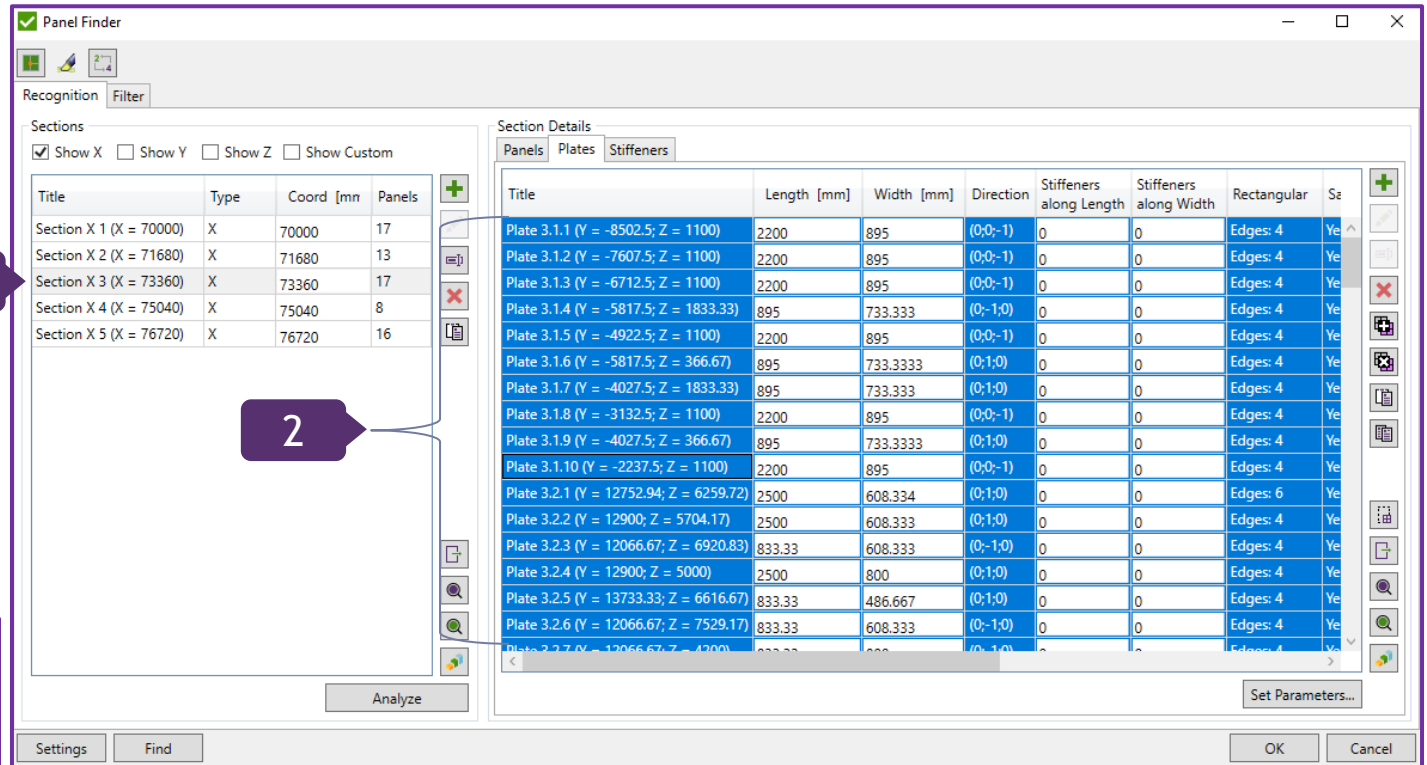 Panel Finder
Recognition Filter
Sections
Show X Show Y Show Z Show Custom
Title Type Coord [mm Panels
Section X 1 (X = 70000) X 70000 17
Section X 2 (X = 71680) X 71680 13
Section X 3 (X = 73360) X 73360 17
Section X 4 (X = 75040) X 75040 8
Section X 5 (X = 76720) X 76720 16
2
Analyze
Section Details
Panels Plates Stiffeners
Title Length [mm] Width [mm] Direction Stiffeners along Length Stiffeners along Width Rectangular Sa
Plate 3.1.1 (Y = -8502.5; Z = 1100) 2200 895 (0;0;-1) 0 0 Edges: 4 Ye
Plate 3.1.2 (Y = -7607.5; Z = 1100) 2200 895 (0;0;-1) 0 0 Edges: 4 Ye
Plate 3.1.3 (Y = -6712.5; Z = 1100) 2200 895 (0;0;-1) 0 0 Edges: 4 Ye
Plate 3.1.4 (Y = -5817.5; Z = 1833.33) 895 733.333 (0;-1;0) 0 0 Edges: 4 Ye
Plate 3.1.5 (Y = -4922.5; Z = 1100) 2200 895 (0;0;-1) 0 0 Edges: 4 Ye
Plate 3.1.6 (Y = -5817.5; Z = 366.67) 895 733.3333 (0;1;0) 0 0 Edges: 4 Ye
Plate 3.1.7 (Y = -4027.5; Z = 1833.33) 895 733.333 (0;1;0) 0 0 Edges: 4 Ye
Plate 3.1.8 (Y = -3132.5; Z = 1100) 2200 895 (0;0;-1) 0 0 Edges: 4 Ye
Plate 3.1.9 (Y = -4027.5; Z = 366.67) 895 733.3333 (0;1;0) 0 0 Edges: 4 Ye
Plate 3.1.10 (Y = -2237.5; Z = 1100) 2200 895 (0;0;-1) 0 0 Edges: 4 Ye
Plate 3.2.1 (Y = 12752.94; Z = 6259.72) 2500 608.334 (0;1;0) 0 0 Edges: 6 Ye
Plate 3.2.2 (Y = 12900; Z = 5704.17) 2500 608.333 (0;1;0) 0 0 Edges: 4 Ye
Plate 3.2.3 (Y = 12066.67; Z = 6920.83) 833.33 608.333 (0;-1;0) 0 0 Edges: 4 Ye
Plate 3.2.4 (Y = 12900; Z = 5000) 2500 800 (0;1;0) 0 0 Edges: 4 Ye
Plate 3.2.5 (Y = 13733.33; Z = 6616.67) 833.33 486.667 (0;1;0) 0 0 Edges: 4 Ye
Plate 3.2.6 (Y = 12066.67; Z = 7529.17) 833.33 608.333 (0;-1;0) 0 0 Edges: 4 Ye
Plate 3.2.7 (Y = 12066.67; Z = 4200)
Set Parameters...
Settings Find OK Cancel